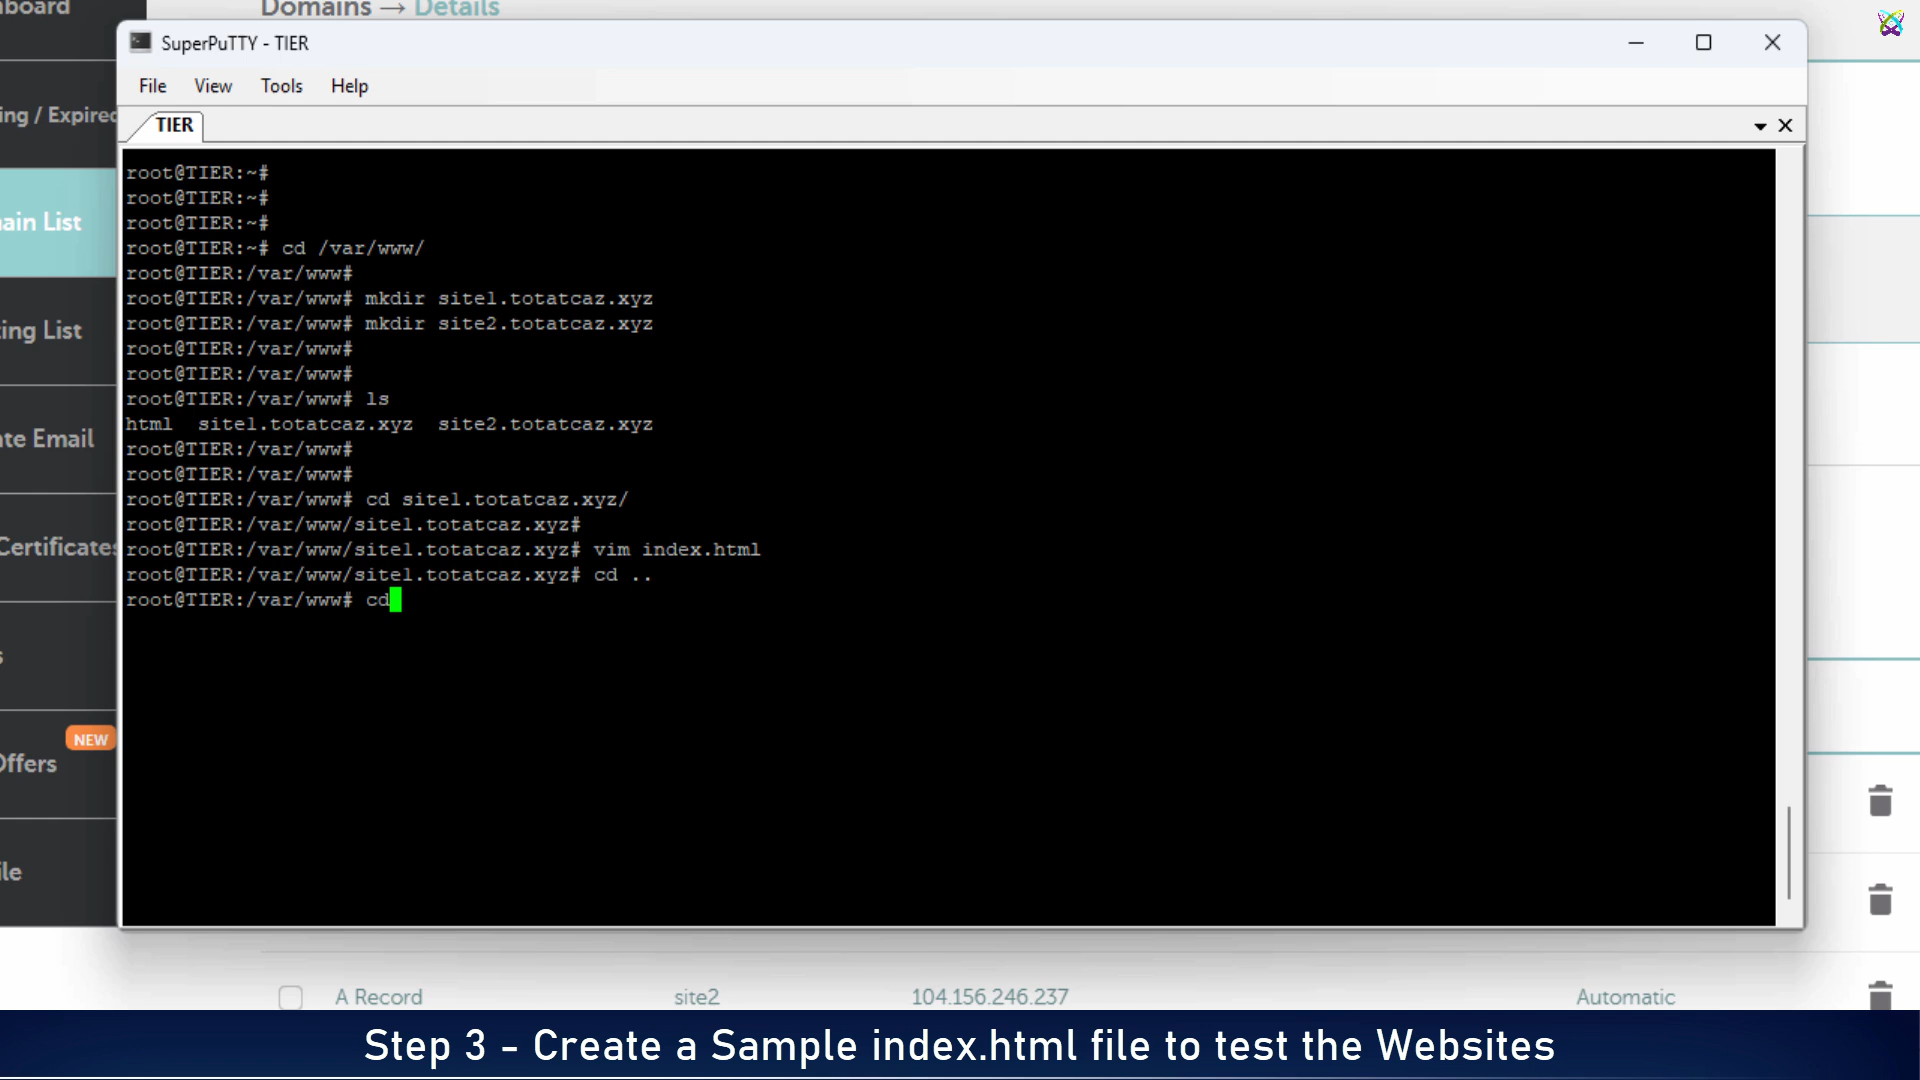 board
Domains → Details
SuperPuTTY - TIER
File View Tools Help
TIER
ing / Expired
ain List
ing List
te Email
Certificates
s
NEW
Offers
ile
root@TIER:~#
root@TIER:~#
root@TIER:~#
root@TIER:~# cd /var/www/
root@TIER:/var/www#
root@TIER:/var/www# mkdir site1.totatcaz.xyz
root@TIER:/var/www# mkdir site2.totatcaz.xyz
root@TIER:/var/www#
root@TIER:/var/www#
root@TIER:/var/www# ls
html site1.totatcaz.xyz site2.totatcaz.xyz
root@TIER:/var/www#
root@TIER:/var/www#
root@TIER:/var/www# cd site1.totatcaz.xyz/
root@TIER:/var/www/site1.totatcaz.xyz#
root@TIER:/var/www/site1.totatcaz.xyz# vim index.html
root@TIER:/var/www/site1.totatcaz.xyz# cd ..
root@TIER:/var/www# cd
A Record site2 104.156.246.237 Automatic
Step 3 - Create a Sample index.html file to test the Websites